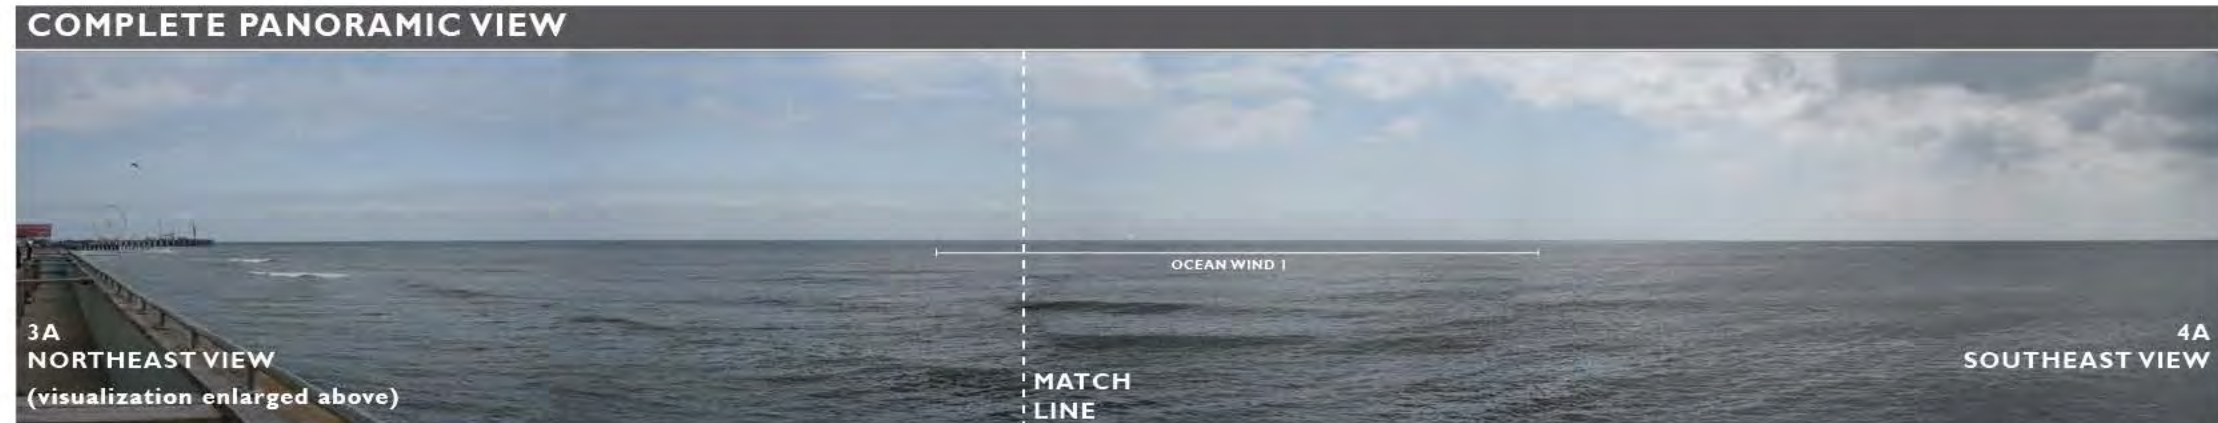 COMPLETE PANORAMIC VIEW
OCEAN WIND 1
3A
NORTHEAST VIEW
(visualization enlarged above)
MATCH
LINE
4A
SOUTHEAST VIEW